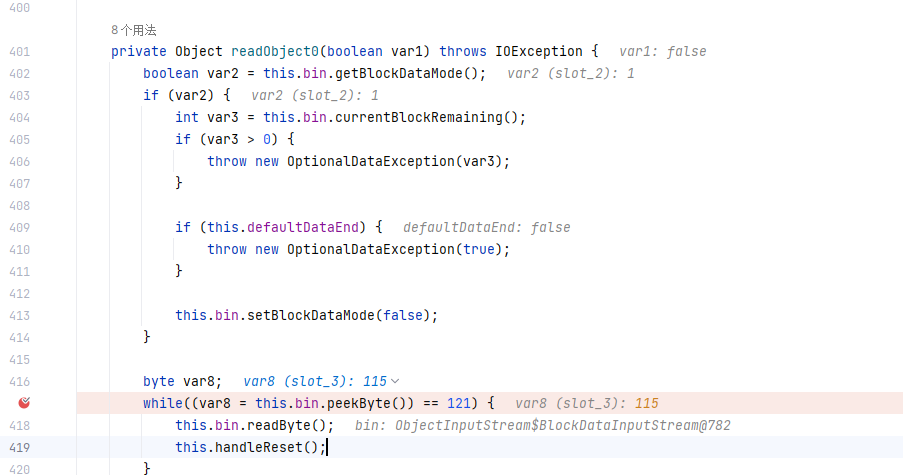 400
8个用法
401 private Object readObject0(boolean var1) throws IOException { var1: false
402 boolean var2 = this.bin.getBlockDataMode(); var2 (slot_2): 1
403 if (var2) { var2 (slot_2): 1
404 int var3 = this.bin.currentBlockRemaining();
405 if (var3 > 0) {
406 throw new OptionalDataException(var3);
407 }
408
409 if (this.defaultDataEnd) { defaultDataEnd: false
410 throw new OptionalDataException(true);
411 }
412
413 this.bin.setBlockDataMode(false);
414 }
415
416 byte var8; var8 (slot_3): 115
while((var8 = this.bin.peekByte()) == 121) { var8 (slot_3): 115
418 this.bin.readByte(); bin: ObjectInputStream$BlockDataInputStream@782
419 this.handleReset();
420 }